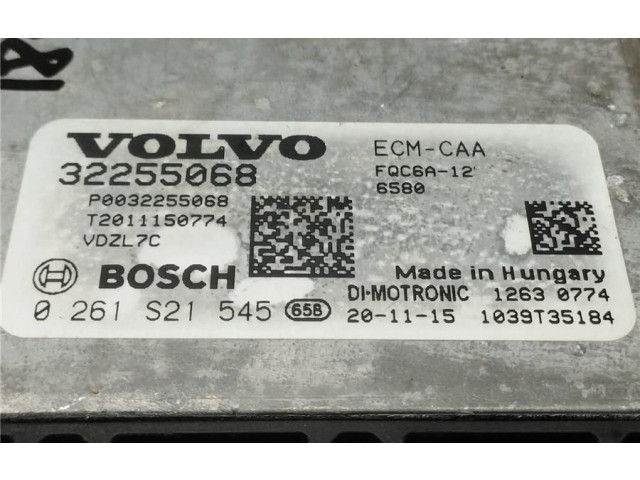 VOLVO
32255068
P0032255068
T2011150774
VDZL7C
BOSCH
0 261 S21 545 658
ECM-CAA
FQC6A-12
6580
Made in Hungary
DI-MOTRONIC 1263 0774
20-11-15 1039T35184